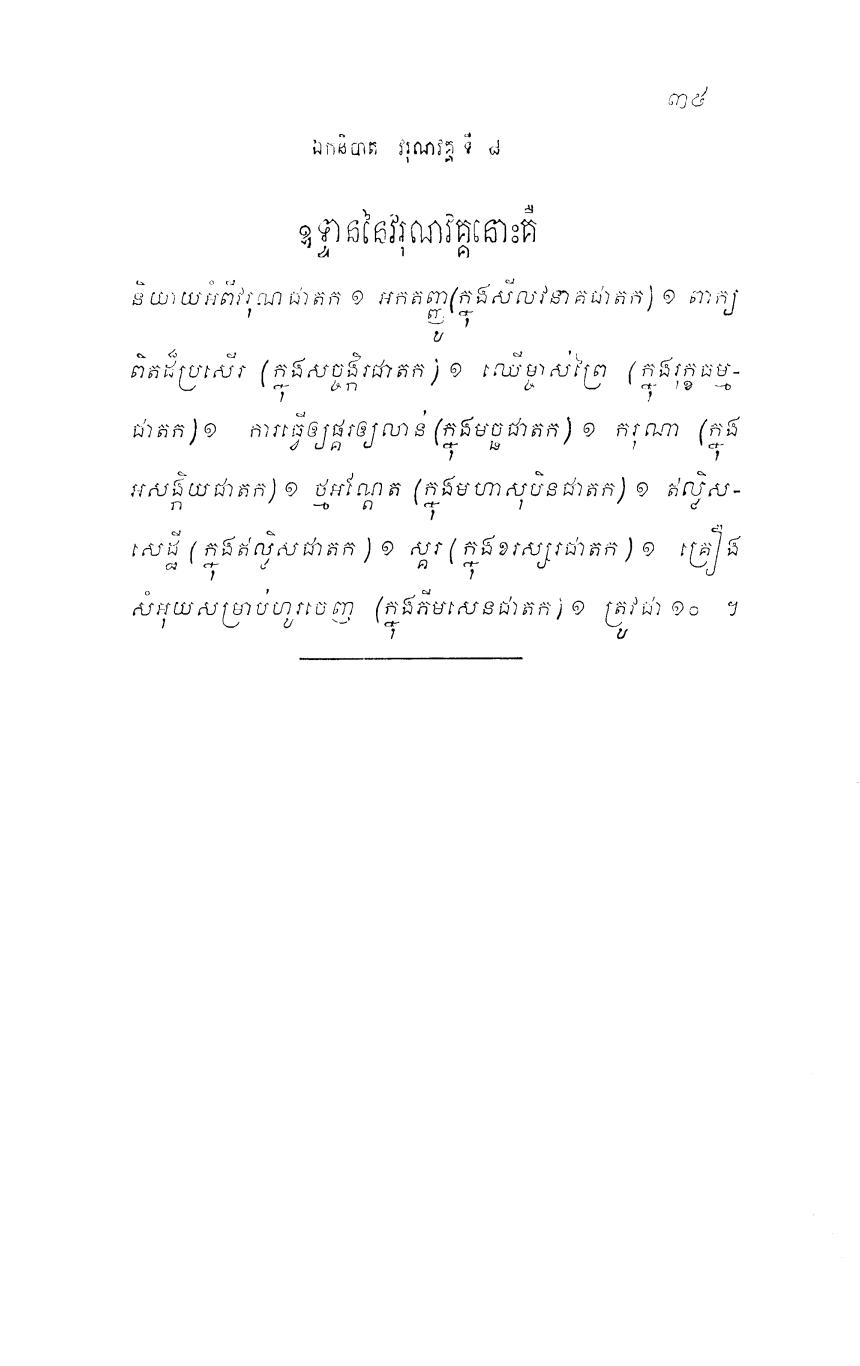 ៣៥
ឯកនិបាត វរុណវគ្គ ទី ៨
ឧទ្ទាននៃវរុណវគ្គនោះគឺ
និយាយអំពីវរុណជាតក ១ អកតញ្ញូ(ក្នុងសីលវនាគជាតក) ១ ពាក្យ
ពិតដ៏ប្រសើរ (ក្នុងសច្ចង្កិរជាតក) ១ ឈើម្ចាស់ព្រៃ (ក្នុងរុក្ខធម្ម-
ជាតក) ១ ការធ្វើឲ្យផ្គរឲ្យលាន់ (ក្នុងមច្ឆជាតក) ១ ករុណា (ក្នុង
អសង្កិយជាតក) ១ ថ្មអណ្តែត (ក្នុងមហាសុបិនជាតក) ១ ឥល្លិស-
សេដ្ឋី (ក្នុងឥល្លិសជាតក) ១ ស្គរ (ក្នុងខរស្សរជាតក) ១ គ្រឿង
សំអុយសម្រាប់ហូរចេញ (ក្នុងភីមសេនជាតក) ១ ត្រូវជា ១០ ។